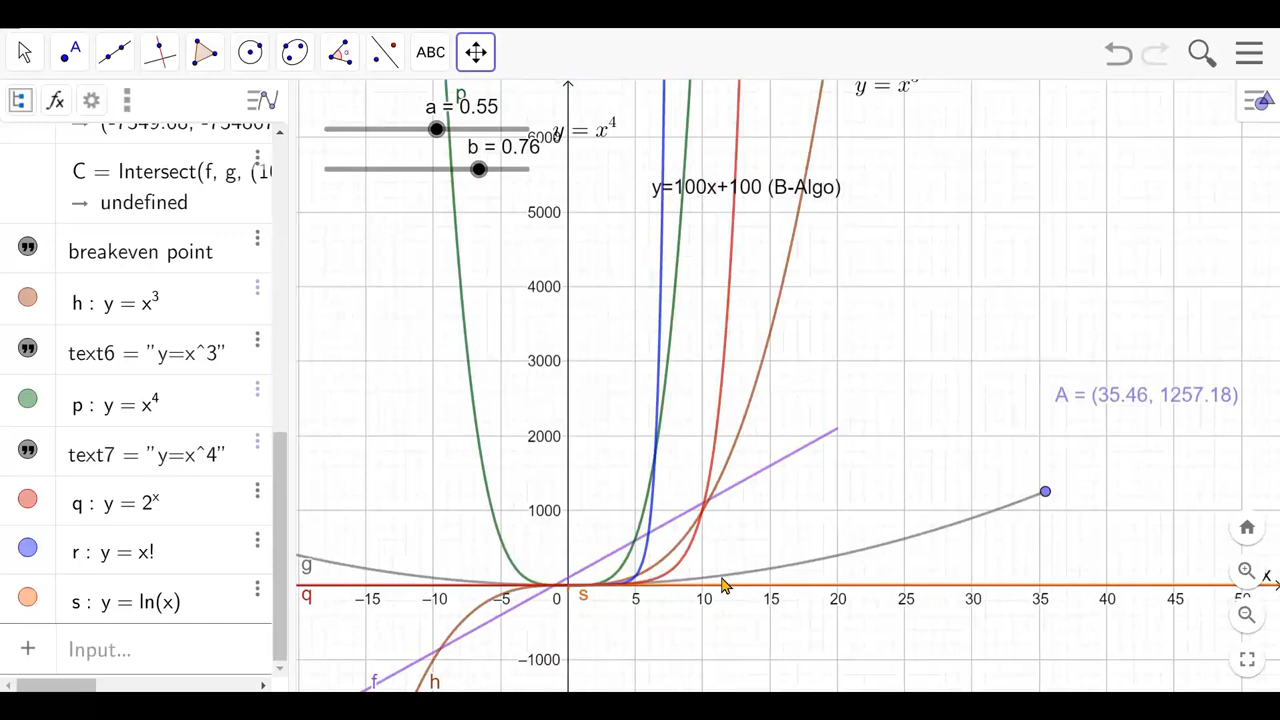 A
ABC
a = 0.55
b = 0.76
y = x⁴
y=100x+100 (B-Algo)
A = (35.46, 1257.18)
C = Intersect(f, g, (1
→ undefined
breakeven point
h : y = x³
text6 = "y=x^3"
p : y = x⁴
text7 = "y=x^4"
q : y = 2ˣ
r : y = x!
s : y = ln(x)
Input...
p
g
q
f
h
s
x
6000
5000
4000
3000
2000
1000
−1000
−15
−10
−5
0
5
10
15
20
25
30
35
40
45
50